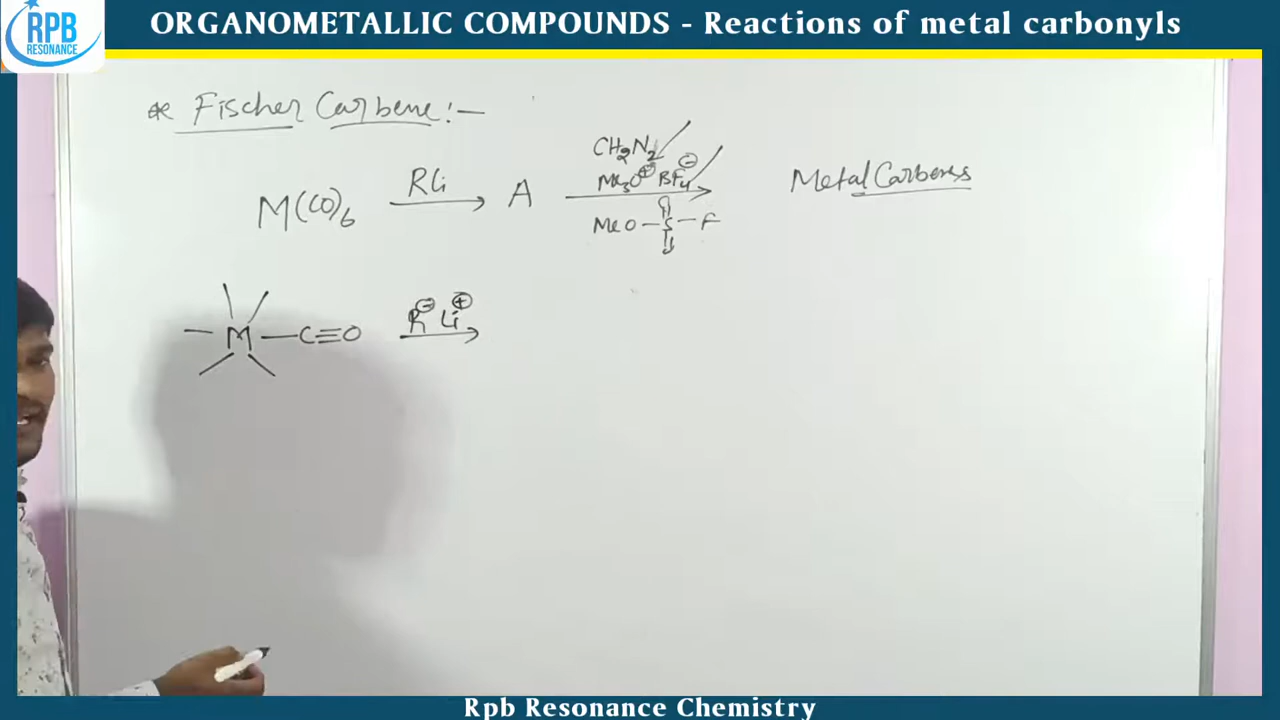 RPB
RESONANCE
ORGANOMETALLIC COMPOUNDS - Reactions of metal carbonyls
* Fischer Carbene:-
M(CO)6 RLi A CH2N2 Metal Carbenes
Me3O⊕ BF4⊖
MeO-S-F
O
O
R⊖ Li⊕
M-C≡O
Rpb Resonance Chemistry